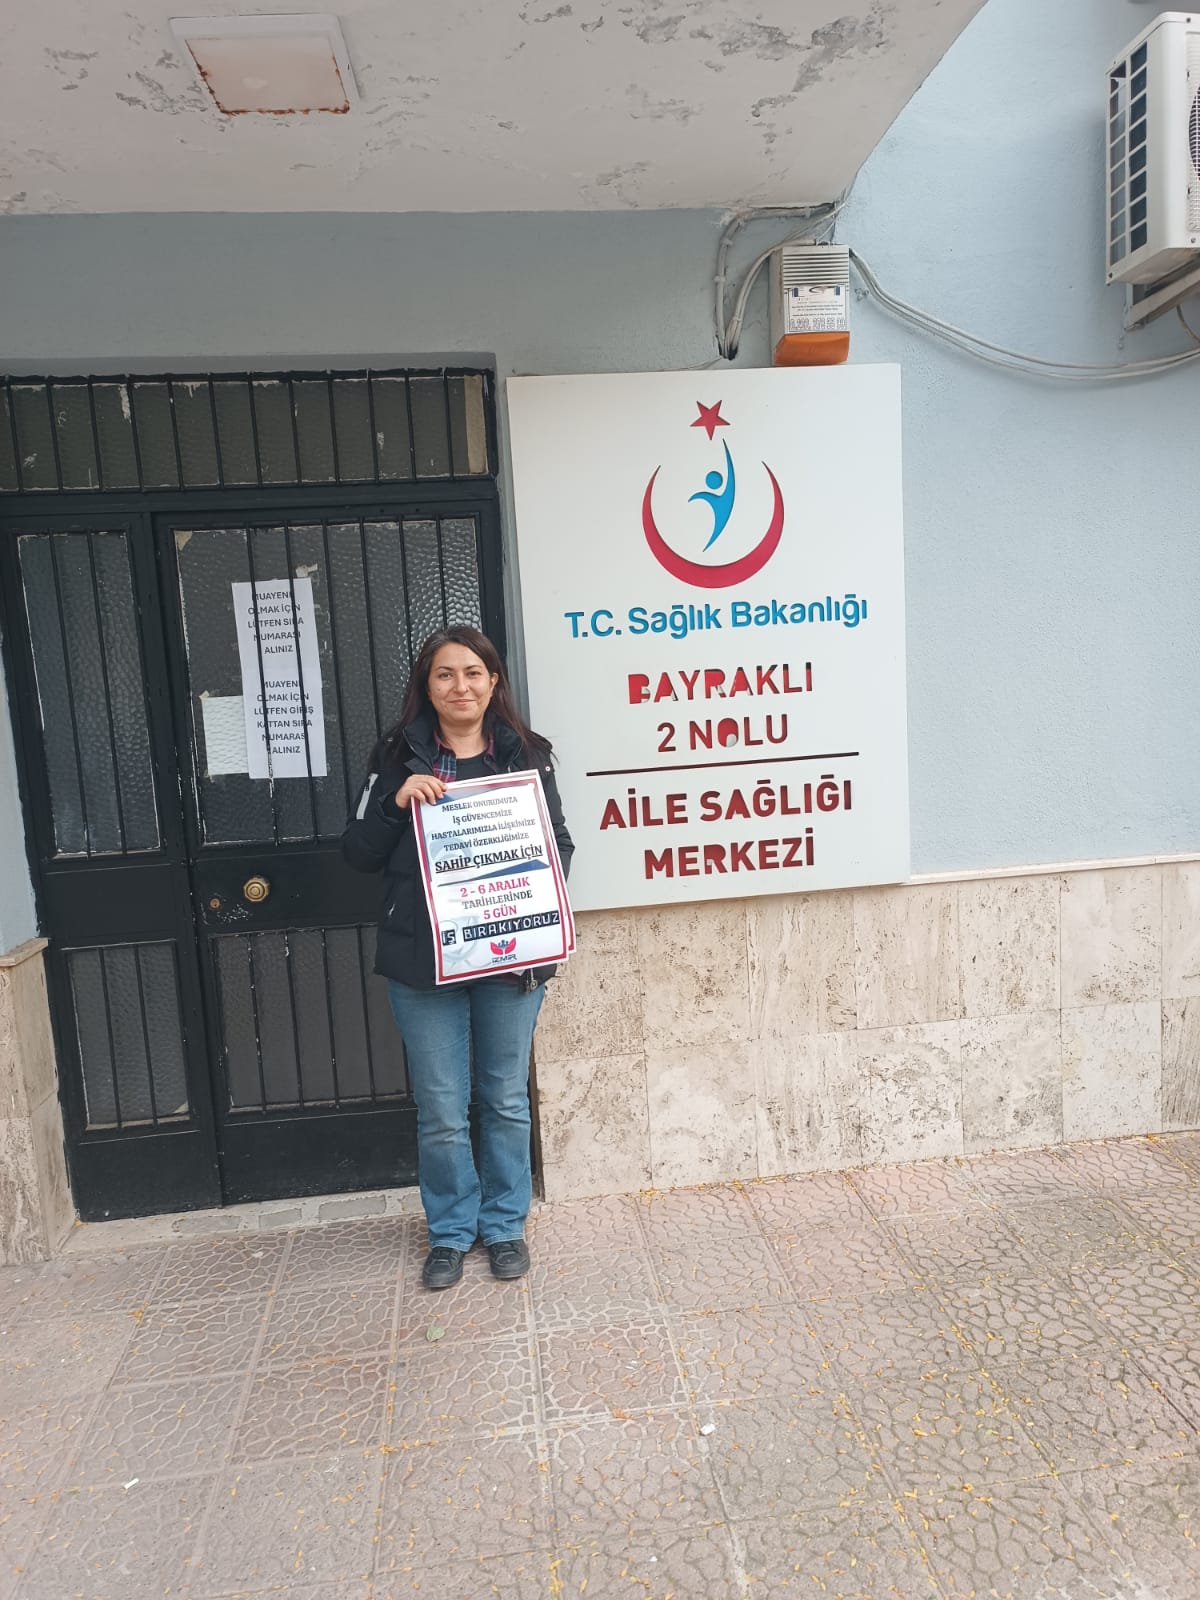 MUAYENE
OLMAK İÇİN
LÜTFEN SIRA
NUMARASI
ALINIZ
MUAYENE
OLMAK İÇİN
LÜTFEN GİRİŞ
KATTAN SIRA
NUMARASI
ALINIZ
T.C. Sağlık Bakanlığı
BAYRAKLI
2 NOLU
AİLE SAĞLIĞI
MERKEZİ
MESLEK ONURUMUZA
İŞ GÜVENCEMİZE
HASTALARIMIZLA İLİŞKİMİZE
TEDAVİ ÖZERKLİĞİMİZE
SAHİP ÇIKMAK İÇİN
2 - 6 ARALIK
TARİHLERİNDE
5 GÜN
İŞ BIRAKIYORUZ
İZMİR